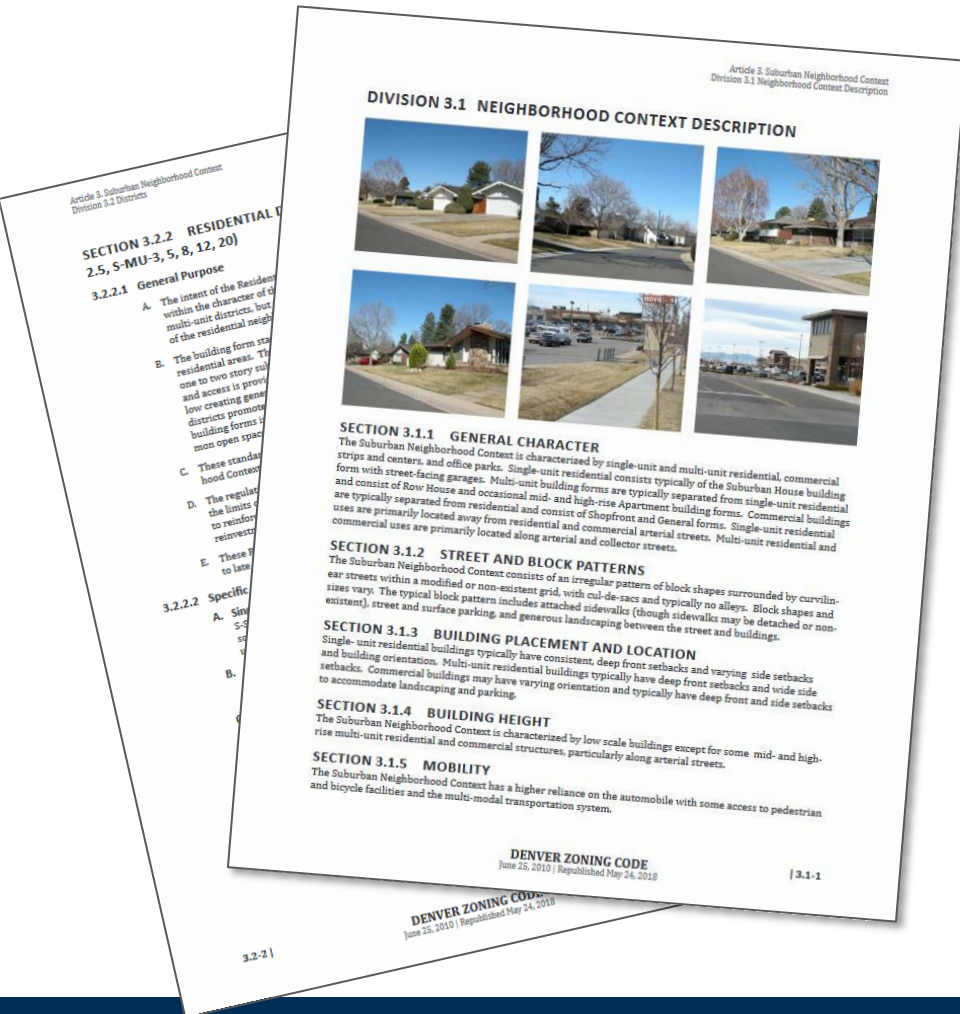 Article 3. Suburban Neighborhood Context
Division 3.1 Neighborhood Context Description
DIVISION 3.1 NEIGHBORHOOD CONTEXT DESCRIPTION
SECTION 3.1.1 GENERAL CHARACTER
The Suburban Neighborhood Context is characterized by single-unit and multi-unit residential, commercial
strips and centers, and office parks. Single-unit residential consists typically of the Suburban House building
form with street-facing garages. Multi-unit building forms are typically separated from single-unit residential
and consist of Row House and occasional mid- and high-rise Apartment building forms. Commercial buildings
are typically separated from residential and consist of Shopfront and General forms. Single-unit residential
uses are primarily located away from residential and commercial arterial streets. Multi-unit residential and
commercial uses are primarily located along arterial and collector streets.
SECTION 3.1.2 STREET AND BLOCK PATTERNS
The Suburban Neighborhood Context consists of an irregular pattern of block shapes surrounded by curvilin-
ear streets within a modified or non-existent grid, with cul-de-sacs and typically no alleys. Block shapes and
sizes vary. The typical block pattern includes attached sidewalks (though sidewalks may be detached or non-
existent), street and surface parking, and generous landscaping between the street and buildings.
SECTION 3.1.3 BUILDING PLACEMENT AND LOCATION
Single- unit residential buildings typically have consistent, deep front setbacks and varying side setbacks
and building orientation. Multi-unit residential buildings typically have deep front setbacks and wide side
setbacks. Commercial buildings may have varying orientation and typically have deep front and side setbacks
to accommodate landscaping and parking.
SECTION 3.1.4 BUILDING HEIGHT
The Suburban Neighborhood Context is characterized by low scale buildings except for some mid- and high-
rise multi-unit residential and commercial structures, particularly along arterial streets.
SECTION 3.1.5 MOBILITY
The Suburban Neighborhood Context has a higher reliance on the automobile with some access to pedestrian
and bicycle facilities and the multi-modal transportation system.
DENVER ZONING CODE
June 25, 2010 | Republished May 24, 2018
| 3.1-1
Article 3. Suburban Neighborhood Context
Division 3.2 Districts
SECTION 3.2.2 RESIDENTIAL
2.5, S-MU-3, 5, 8, 12, 20)
3.2.2.1 General Purpose
A. The intent of the
within the character of
multi-unit districts, but
of the residential
B. The building form
residential areas.
one to two story
and access is
low creating
districts promote
building forms
mon open
C. These
hood Context
D. The
the limits
to
E. These
to late
3.2.2.2 Specific
A.
B.
DENVER ZONING CODE
June 25, 2010 | Republished May 24, 2018
3.2-2 |